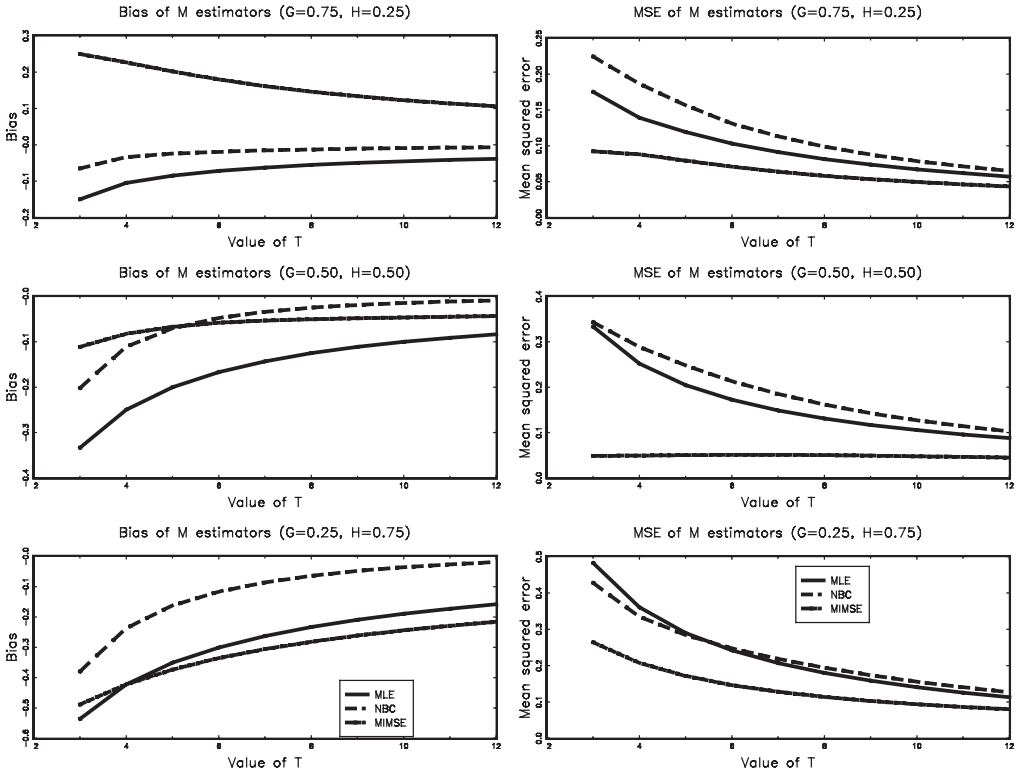 Bias of M estimators (G=0.75, H=0.25)
Bias
0.3
0.2
0.1
-0.0
-0.1
-0.2
2 4 6 8 10 12
Value of T
MSE of M estimators (G=0.75, H=0.25)
Mean squared error
0.25
0.20
0.15
0.10
0.05
0.00
2 4 6 8 10 12
Value of T
Bias of M estimators (G=0.50, H=0.50)
Bias
-0.0
-0.1
-0.2
-0.3
-0.4
2 4 6 8 10 12
Value of T
MSE of M estimators (G=0.50, H=0.50)
Mean squared error
0.4
0.3
0.2
0.1
0.0
2 4 6 8 10 12
Value of T
Bias of M estimators (G=0.25, H=0.75)
Bias
-0.0
-0.1
-0.2
-0.3
-0.4
-0.5
-0.6
2 4 6 8 10 12
Value of T
MLE
NBC
MIMSE
MSE of M estimators (G=0.25, H=0.75)
Mean squared error
0.5
0.4
0.3
0.2
0.1
0.0
2 4 6 8 10 12
Value of T
MLE
NBC
MIMSE